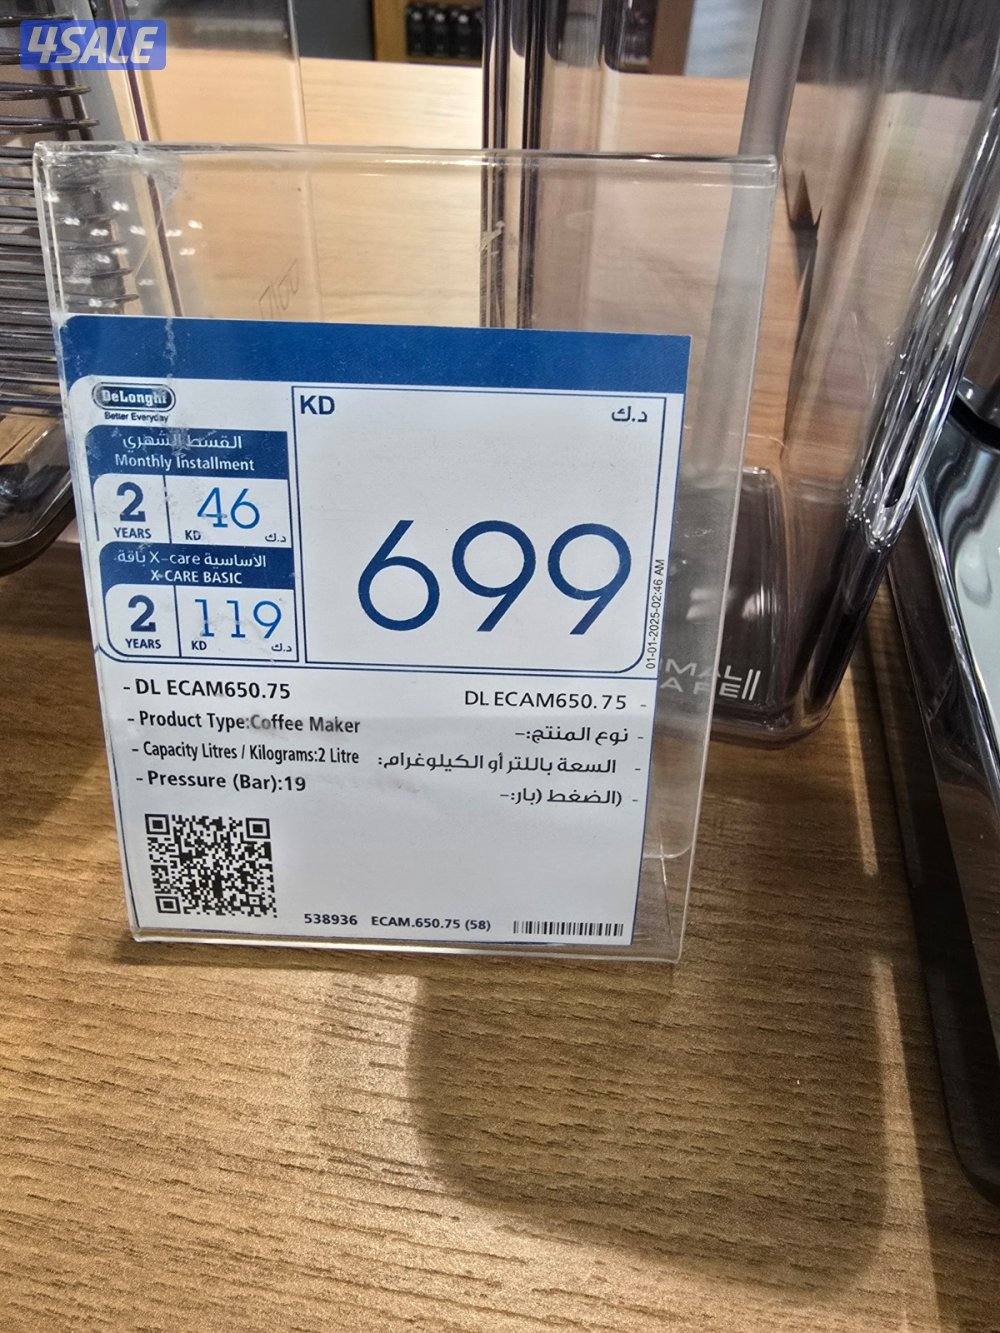 4SALE
DeLonghi
Better Everyday
KD
د.ك
القسط الشهري
Monthly Installment
2
YEARS
46
KD
د.ك
باقة X-care الأساسية
X-CARE BASIC
2
YEARS
119
KD
د.ك
699
01-01-2025-02:46 AM
- DL ECAM650.75
- Product Type:Coffee Maker
- Capacity Litres / Kilograms:2 Litre
- Pressure (Bar):19
DL ECAM650.75 -
- نوع المنتج:-
- السعة باللتر أو الكيلوغرام:
- (الضغط (بار:-
538936 ECAM.650.75 (58)